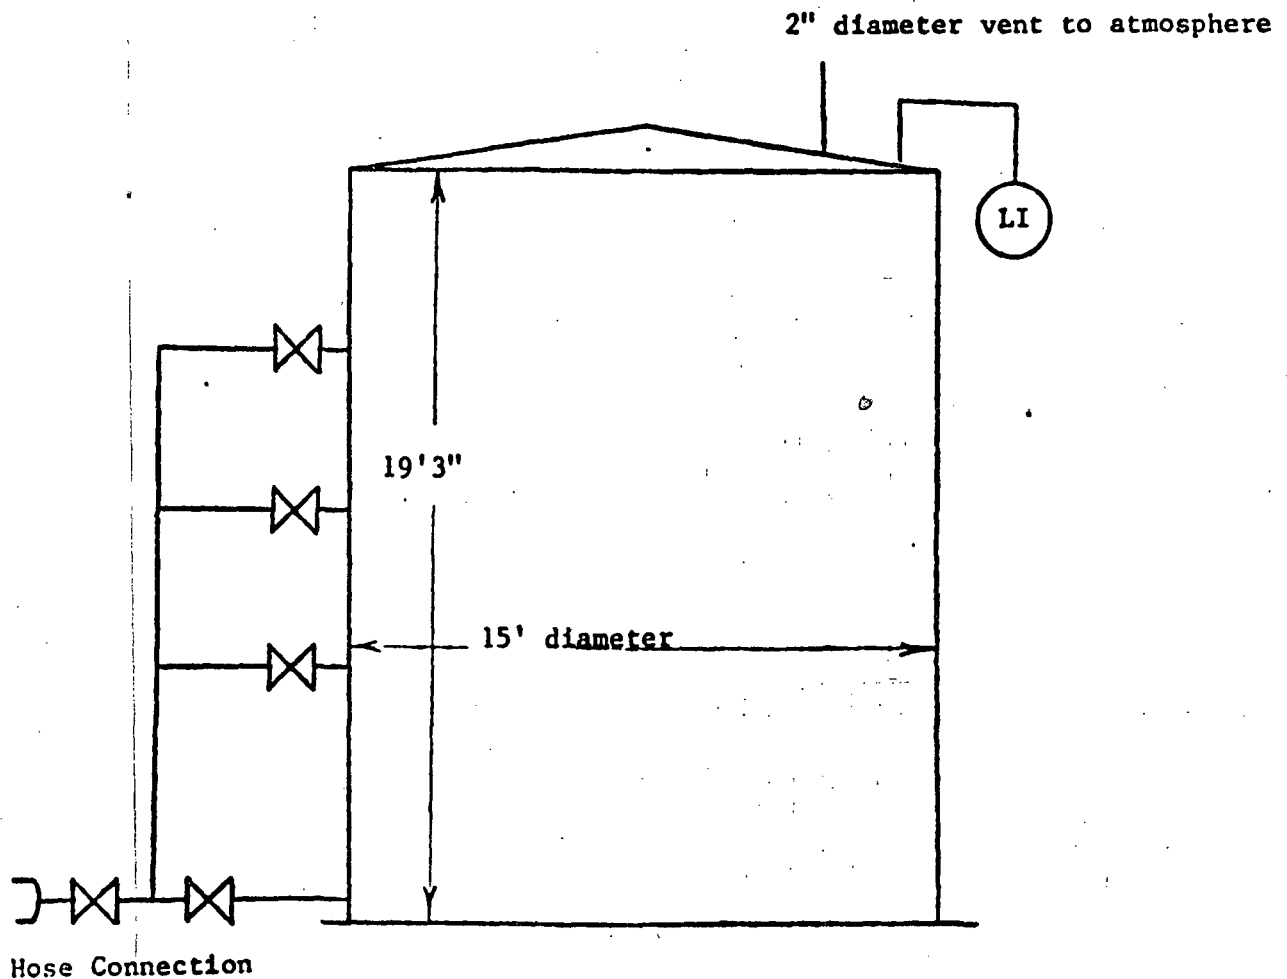 2" diameter vent to atmosphere
LI
19'3"
15' diameter
Hose Connection